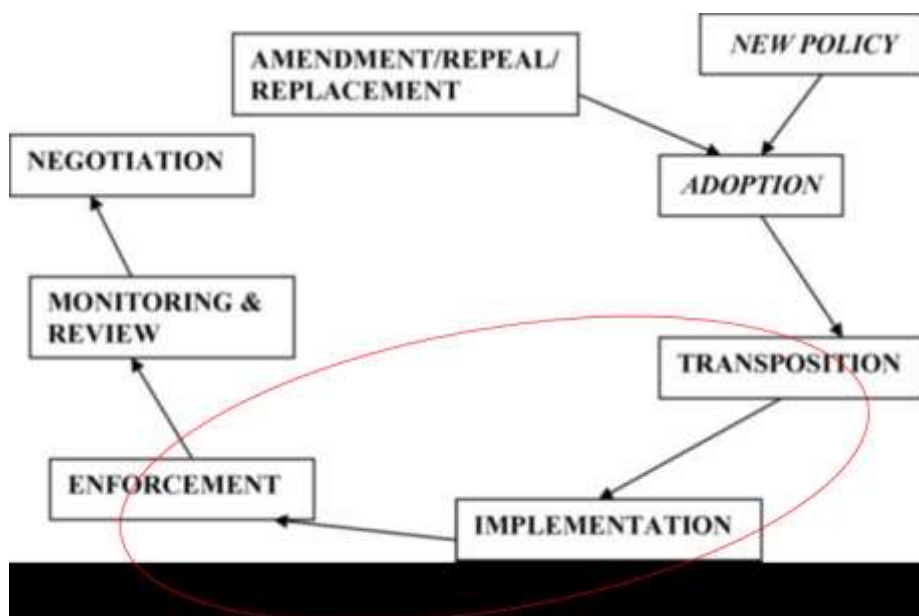 NEW POLICY
AMENDMENT/REPEAL/
REPLACEMENT
NEGOTIATION
ADOPTION
MONITORING &
REVIEW
TRANSPOSITION
ENFORCEMENT
IMPLEMENTATION